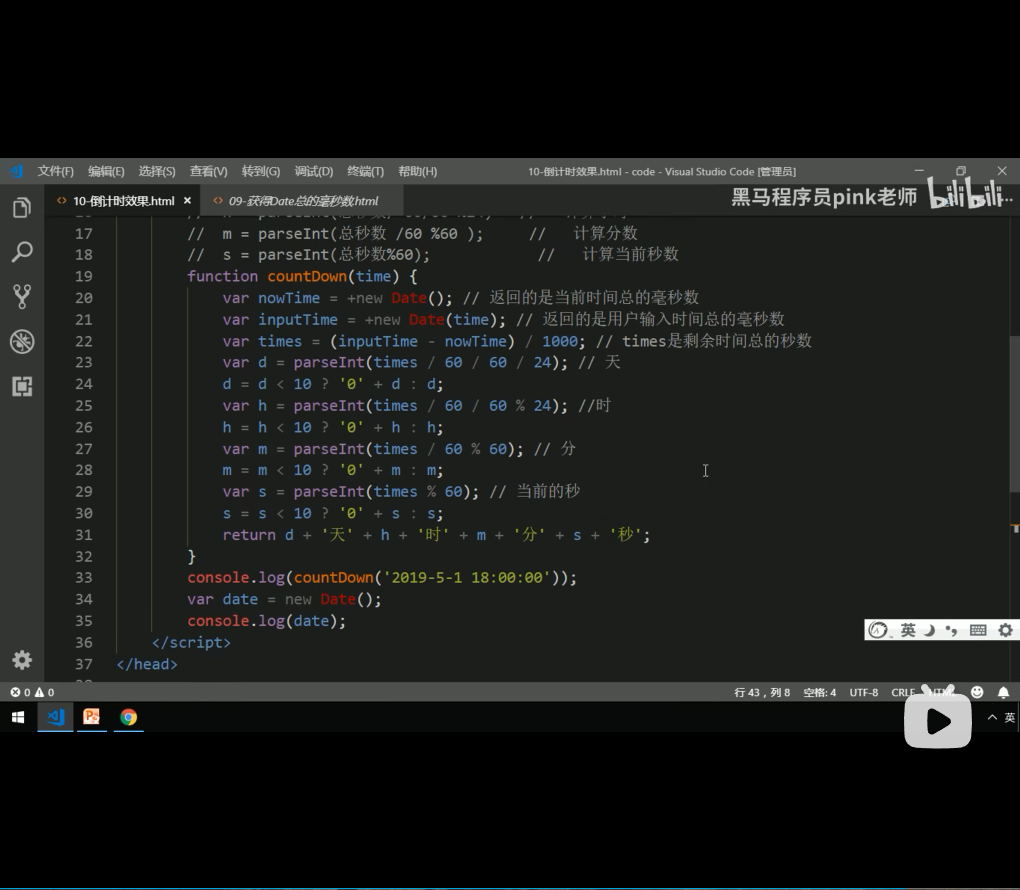 文件(F) 编辑(E) 选择(S) 查看(V) 转到(G) 调试(D) 终端(T) 帮助(H) 10-倒计时效果.html - code - Visual Studio Code [管理员]
10-倒计时效果.html × 09-获得Date总的毫秒数.html
黑马程序员pink老师 bilibili
17 // m = parseInt(总秒数 /60 %60 ); // 计算分数
18 // s = parseInt(总秒数%60); // 计算当前秒数
19 function countDown(time) {
20 var nowTime = +new Date(); // 返回的是当前时间总的毫秒数
21 var inputTime = +new Date(time); // 返回的是用户输入时间总的毫秒数
22 var times = (inputTime - nowTime) / 1000; // times是剩余时间总的秒数
23 var d = parseInt(times / 60 / 60 / 24); // 天
24 d = d < 10 ? '0' + d : d;
25 var h = parseInt(times / 60 / 60 % 24); //时
26 h = h < 10 ? '0' + h : h;
27 var m = parseInt(times / 60 % 60); // 分
28 m = m < 10 ? '0' + m : m;
29 var s = parseInt(times % 60); // 当前的秒
30 s = s < 10 ? '0' + s : s;
31 return d + '天' + h + '时' + m + '分' + s + '秒';
32 }
33 console.log(countDown('2019-5-1 18:00:00'));
34 var date = new Date();
35 console.log(date);
36 </script>
37 </head>
英
0 0 行 43，列 8 空格: 4 UTF-8 CRLF HTML
英